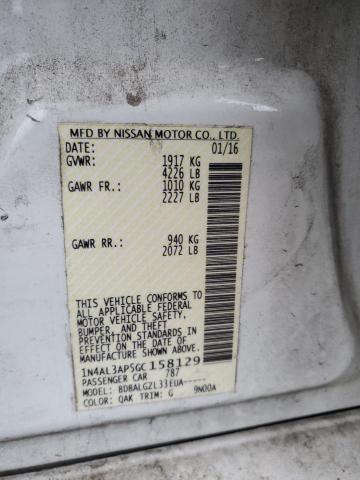 MFD BY NISSAN MOTOR CO., LTD.
DATE: 01/16
GVWR: 1917 KG
4226 LB
GAWR FR.: 1010 KG
2227 LB
GAWR RR.: 940 KG
2072 LB
THIS VEHICLE CONFORMS TO
ALL APPLICABLE FEDERAL
MOTOR VEHICLE SAFETY,
BUMPER, AND THEFT
PREVENTION STANDARDS IN
EFFECT ON THE DATE OF
MANUFACTURE SHOWN ABOVE.
1N4AL3AP5GC158129
PASSENGER CAR 787
MODEL: BDBALGZL33EUA-----
COLOR: QAK TRIM: G 9N00A